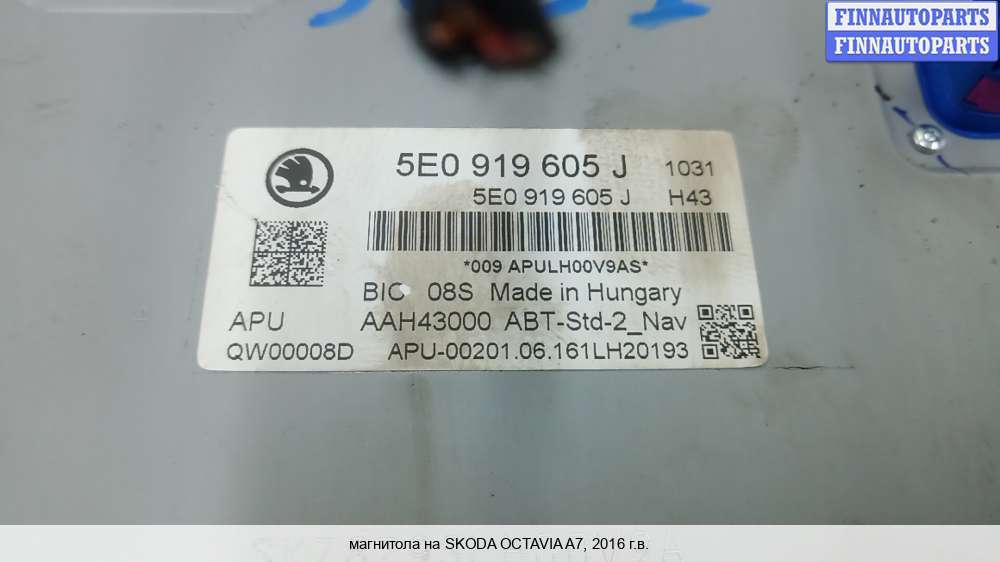 FINNAUTOPARTS
FINNAUTOPARTS
5E0 919 605 J 1031
5E0 919 605 J H43
*009 APULH00V9AS*
08S Made in Hungary
APU AAH43000 ABT-Std-2_Nav
QW00008D APU-00201.06.161LH20193
магнитола на SKODA OCTAVIA A7, 2016 г.в.